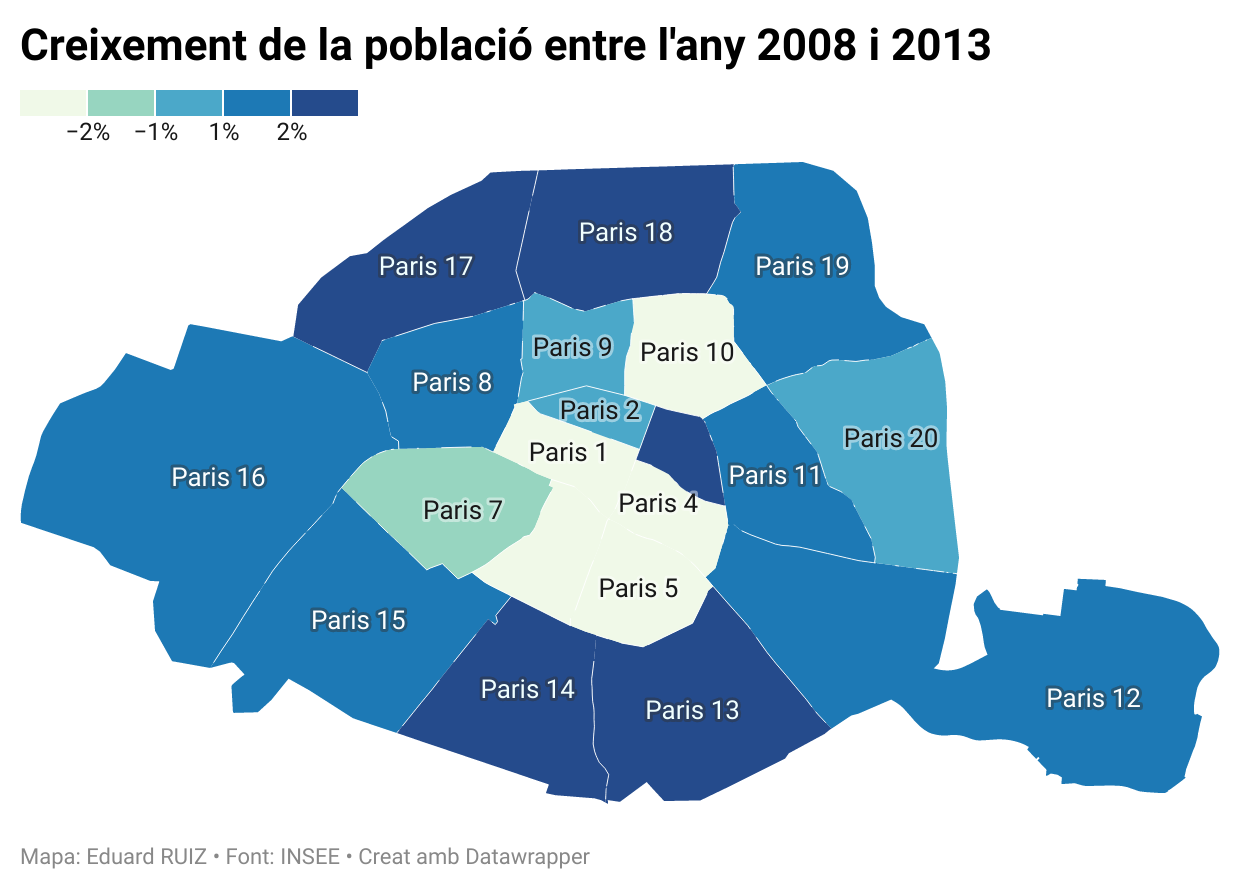 Creixement de la població entre l'any 2008 i 2013
−2% −1% 1% 2%
Paris 18
Paris 17
Paris 19
Paris 9
Paris 10
Paris 8
Paris 2
Paris 20
Paris 1
Paris 16
Paris 11
Paris 4
Paris 7
Paris 5
Paris 15
Paris 14
Paris 12
Paris 13
Mapa: Eduard RUIZ • Font: INSEE • Creat amb Datawrapper